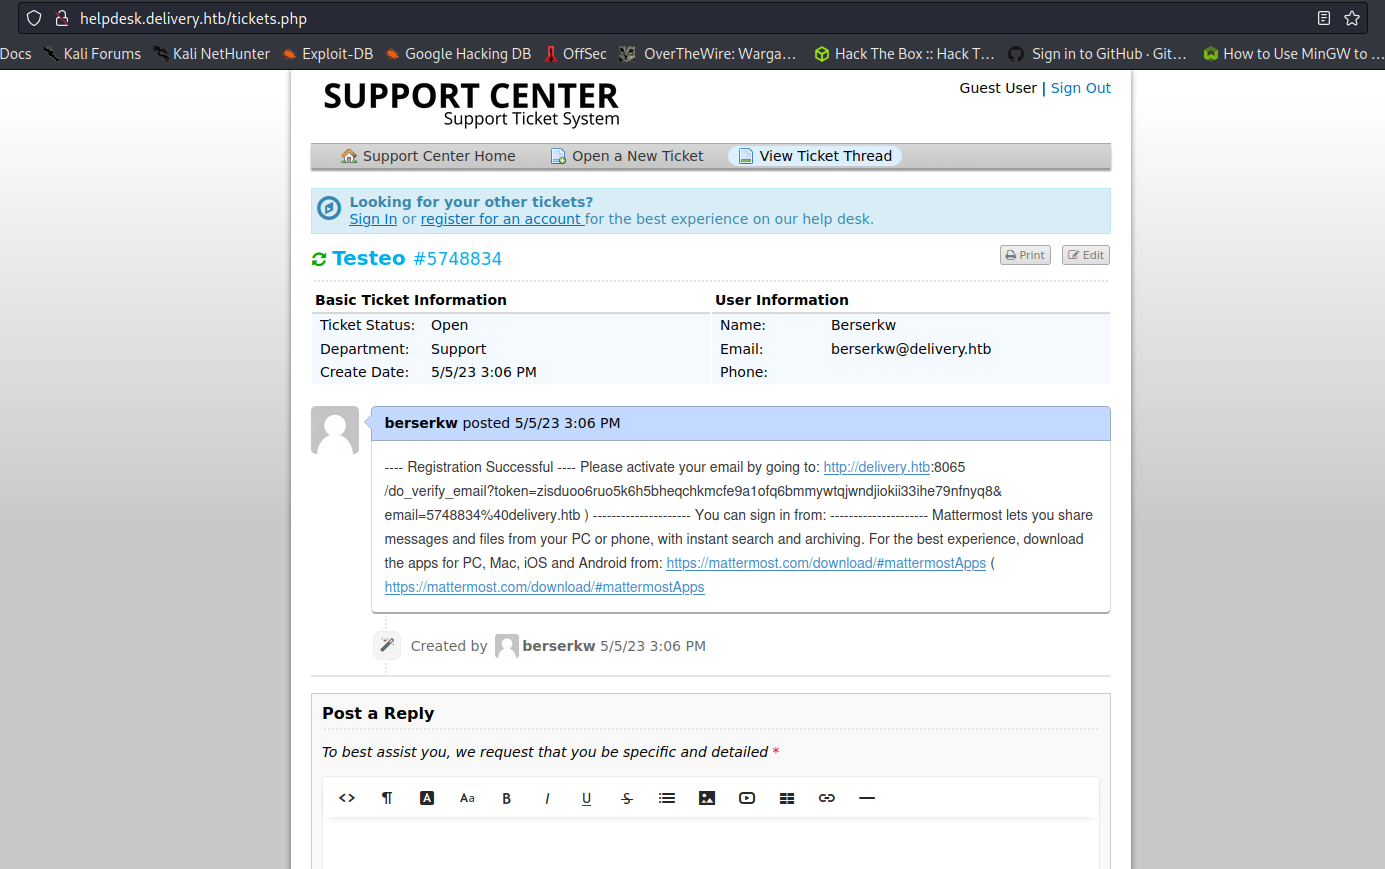 helpdesk.delivery.htb/tickets.php
Docs Kali Forums Kali NetHunter Exploit-DB Google Hacking DB OffSec OverTheWire: Warga… Hack The Box :: Hack T… Sign in to GitHub · Git… How to Use MinGW to …
SUPPORT CENTER
Support Ticket System
Guest User | Sign Out
Support Center Home Open a New Ticket View Ticket Thread
Looking for your other tickets?
Sign In or register for an account for the best experience on our help desk.
Testeo #5748834 Print Edit
Basic Ticket Information User Information
Ticket Status: Open Name: Berserkw
Department: Support Email: berserkw@delivery.htb
Create Date: 5/5/23 3:06 PM Phone:
berserkw posted 5/5/23 3:06 PM
---- Registration Successful ---- Please activate your email by going to: http://delivery.htb:8065
/do_verify_email?token=zisduoo6ruo5k6h5bheqchkmcfe9a1ofq6bmmywtqjwndjiokii33ihe79nfnyq8&
email=5748834%40delivery.htb ) --------------------- You can sign in from: --------------------- Mattermost lets you share
messages and files from your PC or phone, with instant search and archiving. For the best experience, download
the apps for PC, Mac, iOS and Android from: https://mattermost.com/download/#mattermostApps (
https://mattermost.com/download/#mattermostApps
Created by berserkw 5/5/23 3:06 PM
Post a Reply
To best assist you, we request that you be specific and detailed *
<> ¶ A Aa B I U S